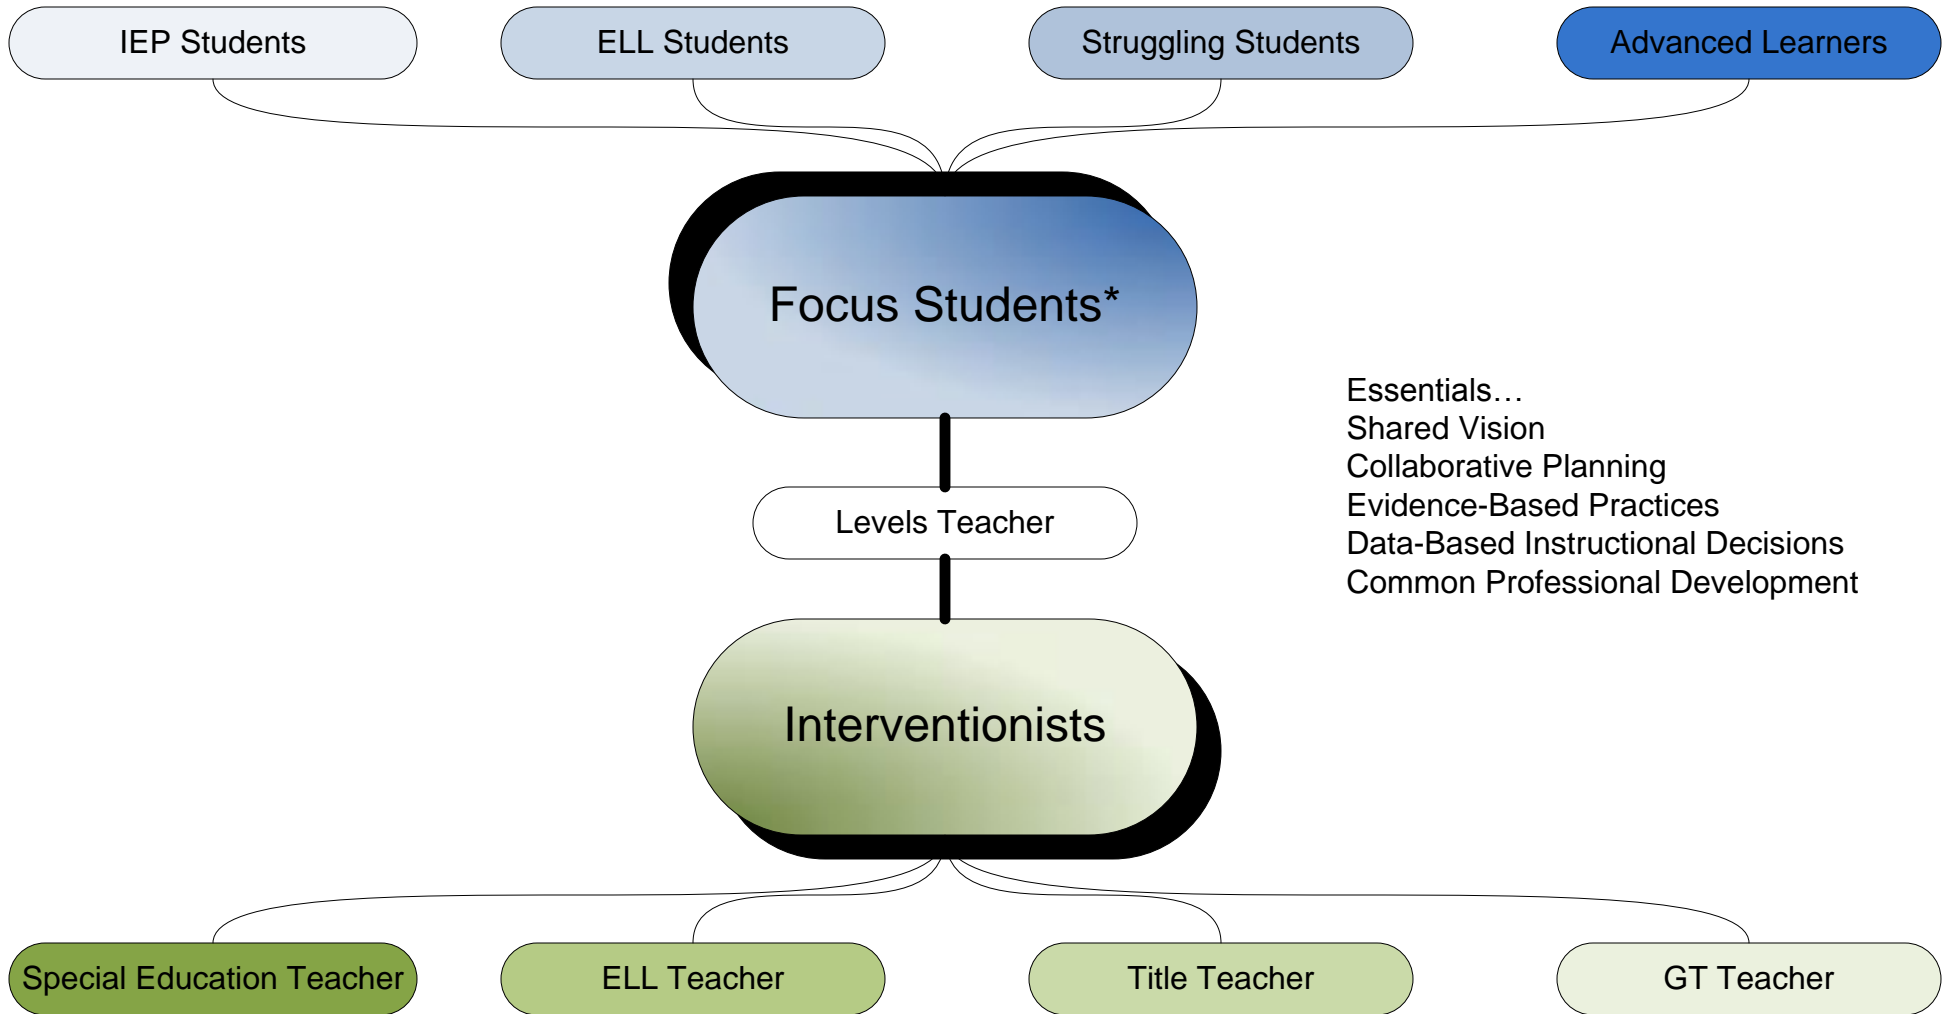 IEP Students
ELL Students
Struggling Students
Advanced Learners
Focus Students*
Essentials…
Shared Vision
Collaborative Planning
Evidence-Based Practices
Data-Based Instructional Decisions
Common Professional Development
Levels Teacher
Interventionists
Special Education Teacher
ELL Teacher
Title Teacher
GT Teacher